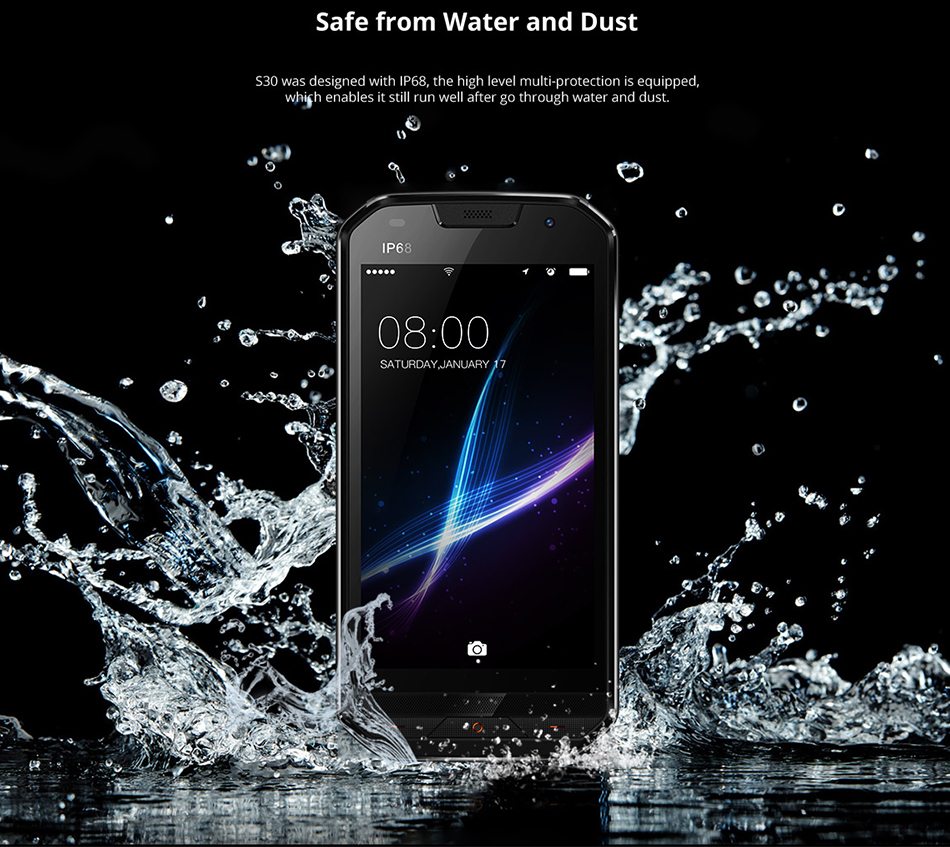 Safe from Water and Dust
S30 was designed with IP68, the high level multi-protection is equipped,
which enables it still run well after go through water and dust.
IP68
08:00
SATURDAY,JANUARY 17